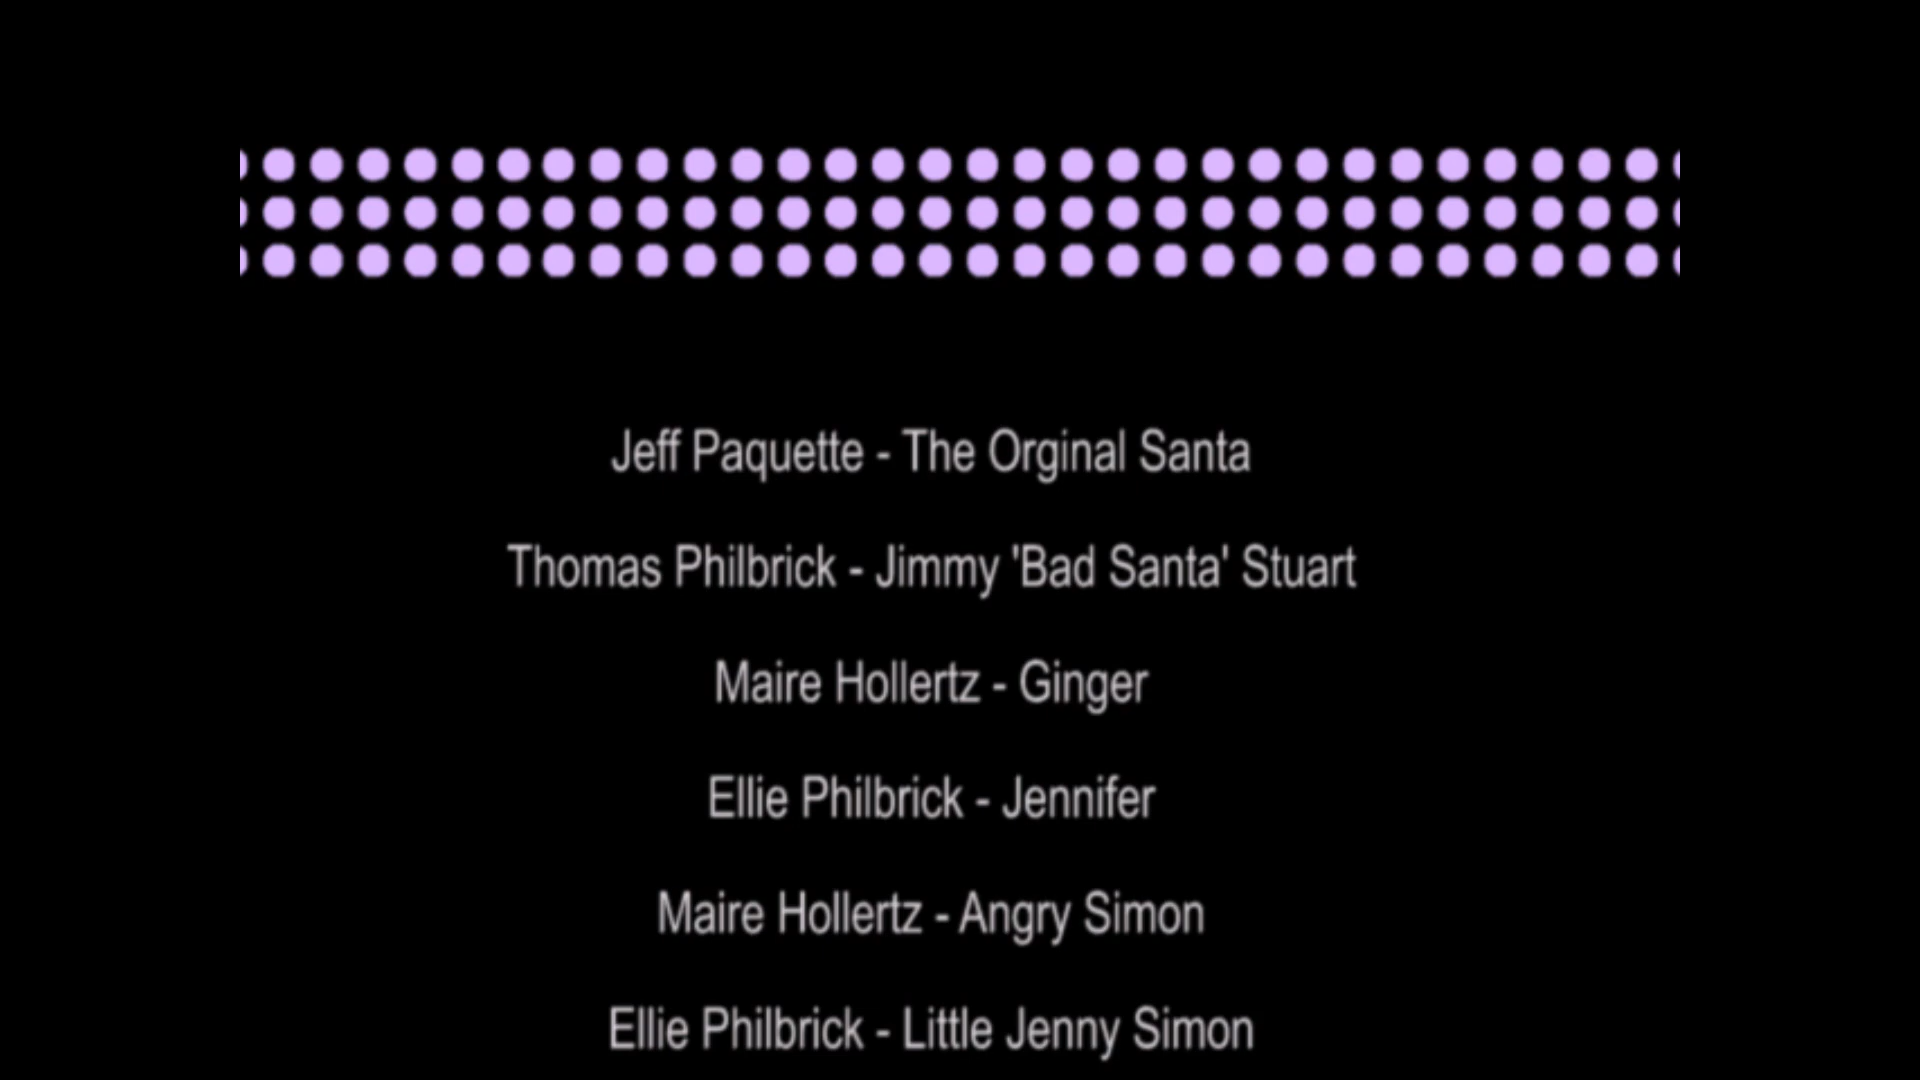 Jeff Paquette - The Orginal Santa
Thomas Philbrick - Jimmy 'Bad Santa' Stuart
Maire Hollertz - Ginger
Ellie Philbrick - Jennifer
Maire Hollertz - Angry Simon
Ellie Philbrick - Little Jenny Simon